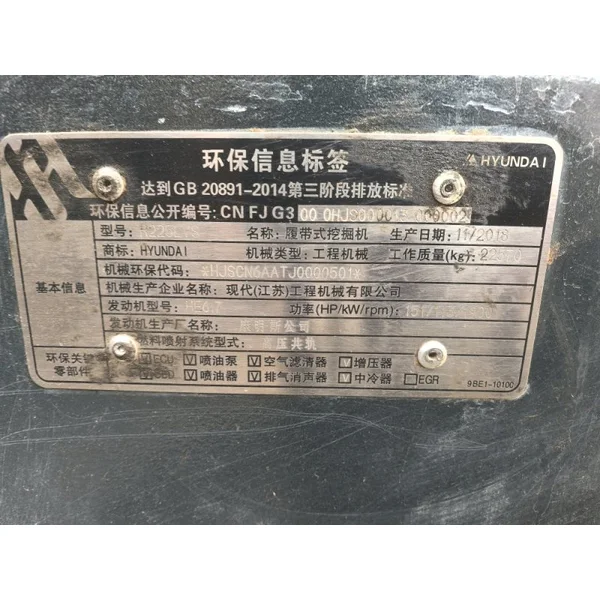 环保信息标签
HYUNDAI
达到GB 20891-2014第三阶段排放标准
环保信息公开编号: CN FJ G3
型号: 名称: 履带式挖掘机 生产日期: 11/2018
商标: HYUNDAI 机械类型: 工程机械 工作质量(kg):
机械环保代码: *HJSCN6AATJ0000501*
基本信息
机械生产企业名称: 现代(江苏)工程机械有限公司
发动机型号: 功率(HP/kW/rpm):
发动机生产厂名称:
燃料喷射系统型式: 高压共轨
环保关键零部件
V ECU V 喷油泵 V 空气滤清器 V 增压器
V 喷油器 V 排气消声器 V 中冷器 EGR
9BE1-10100